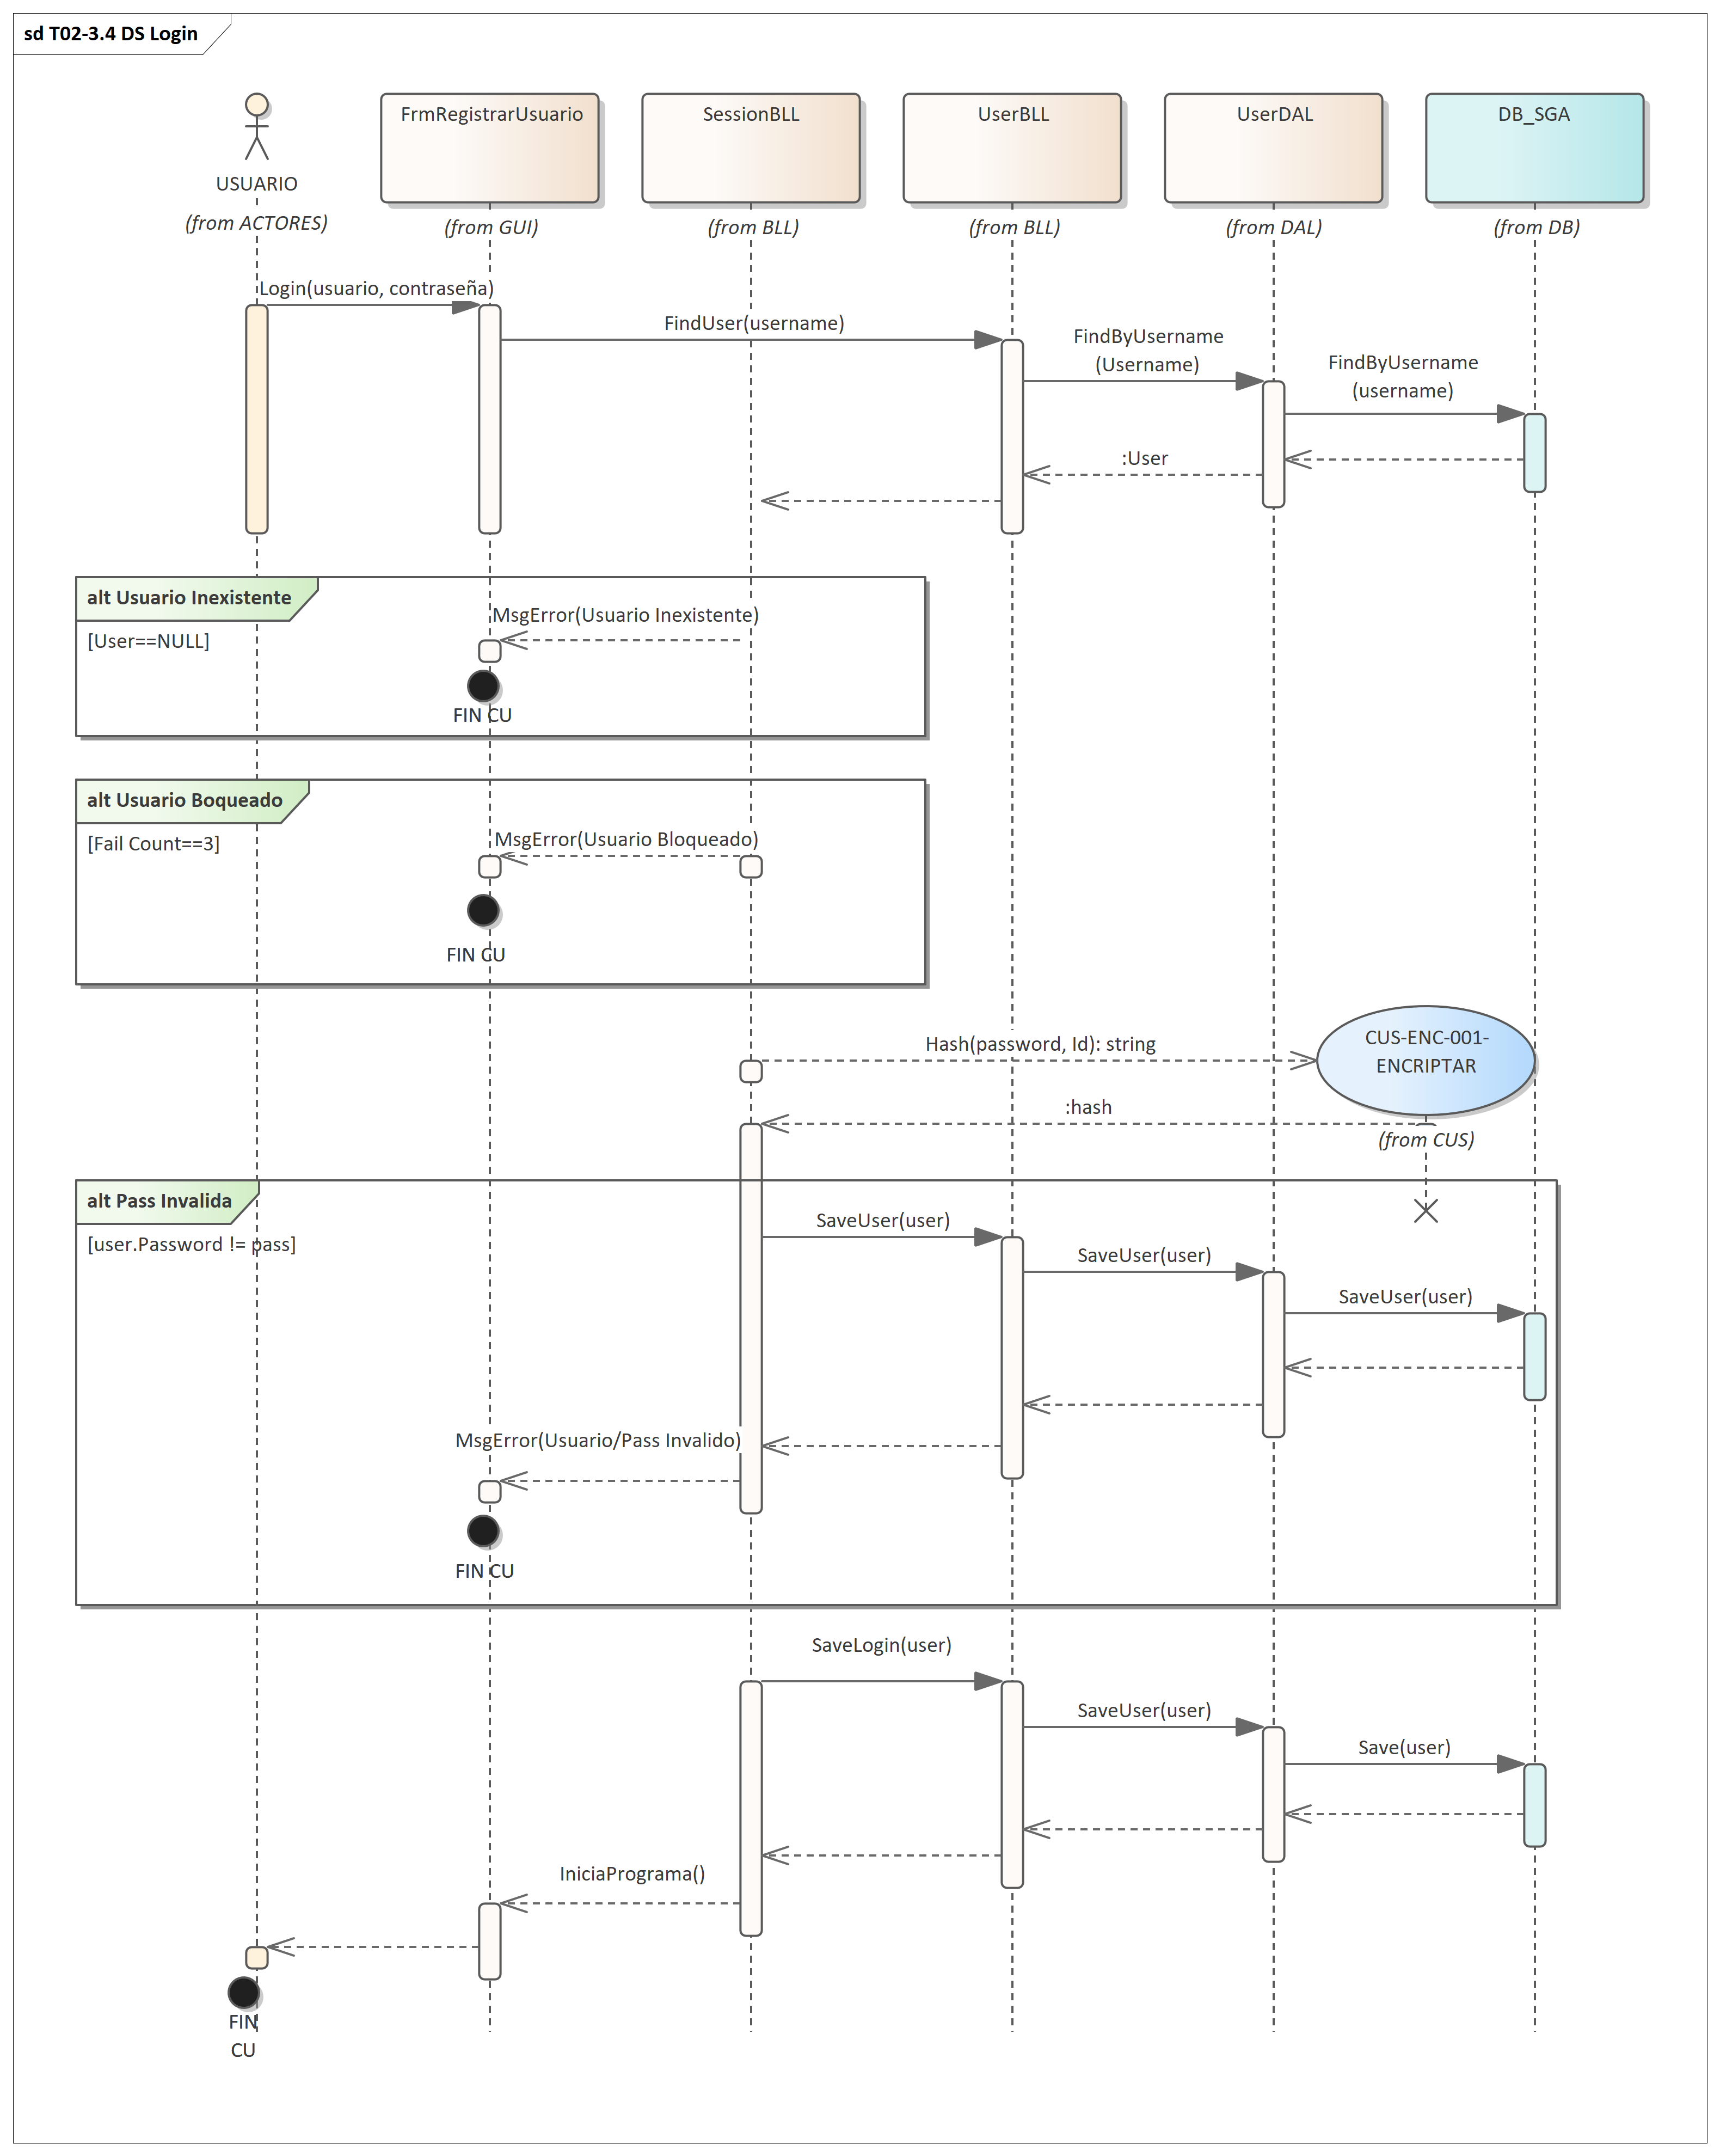 sd T02-3.4 DS Login
USUARIO
(from ACTORES)
FrmRegistrarUsuario
(from GUI)
SessionBLL
(from BLL)
UserBLL
(from BLL)
UserDAL
(from DAL)
DB_SGA
(from DB)
Login(usuario, contraseña)
FindUser(username)
FindByUsername
(Username)
FindByUsername
(username)
:User
alt Usuario Inexistente
[User==NULL]
MsgError(Usuario Inexistente)
FIN CU
alt Usuario Boqueado
[Fail Count==3]
MsgError(Usuario Bloqueado)
FIN CU
Hash(password, Id): string
CUS-ENC-001-
ENCRIPTAR
:hash
(from CUS)
alt Pass Invalida
[user.Password != pass]
SaveUser(user)
SaveUser(user)
SaveUser(user)
MsgError(Usuario/Pass Invalido)
FIN CU
SaveLogin(user)
SaveUser(user)
Save(user)
IniciaPrograma()
FIN
CU